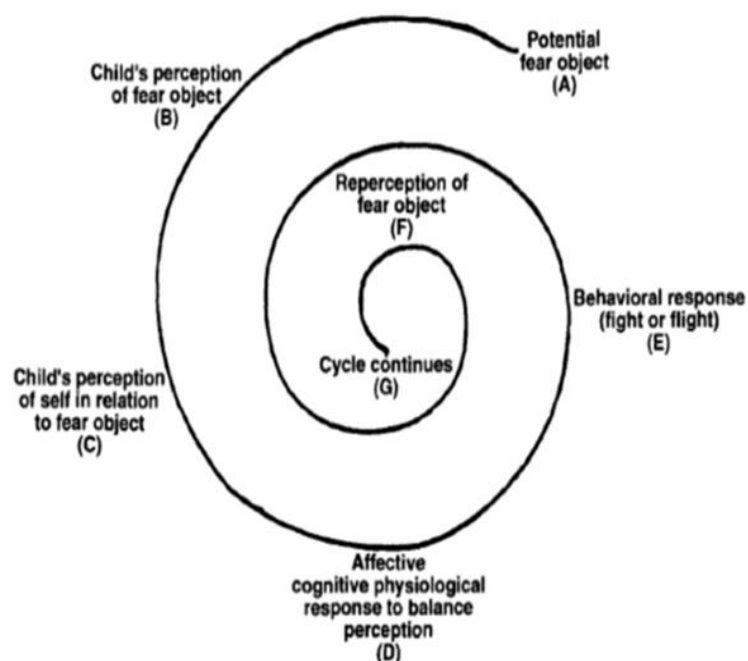 Potential
fear object
(A)
Child's perception
of fear object
(B)
Child's perception
of self in relation
to fear object
(C)
Affective
cognitive physiological
response to balance
perception
(D)
Behavioral response
(fight or flight)
(E)
Reperception of
fear object
(F)
Cycle continues
(G)